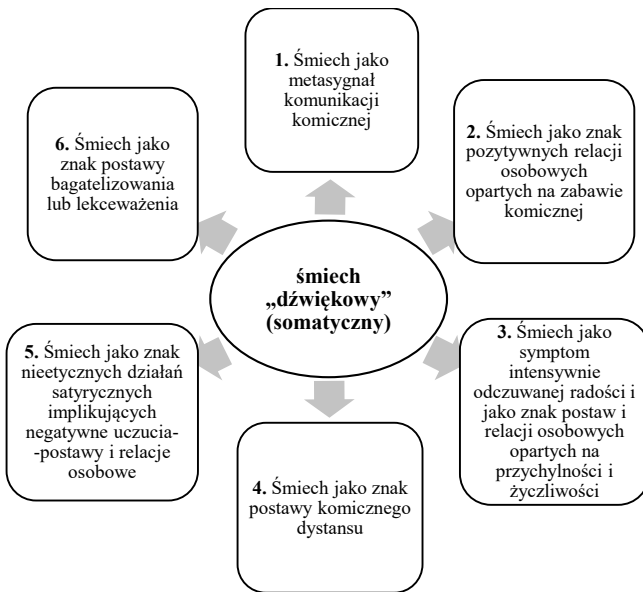 1. Śmiech jako
metasygnał
komunikacji
komicznej
2. Śmiech jako znak
pozytywnych relacji
osobowych
opartych na zabawie
komicznej
3. Śmiech jako
symptom
intensywnie
odczuwanej radości i
jako znak postaw i
relacji osobowych
opartych na
przychylności i
życzliwości
4. Śmiech jako znak
postawy komicznego
dystansu
5. Śmiech jako znak
nieetycznych działań
satyrycznych
implikujących
negatywne uczucia-
-postawy i relacje
osobowe
6. Śmiech jako
znak postawy
bagatelizowania
lub lekceważenia
śmiech
„dźwiękowy”
(somatyczny)